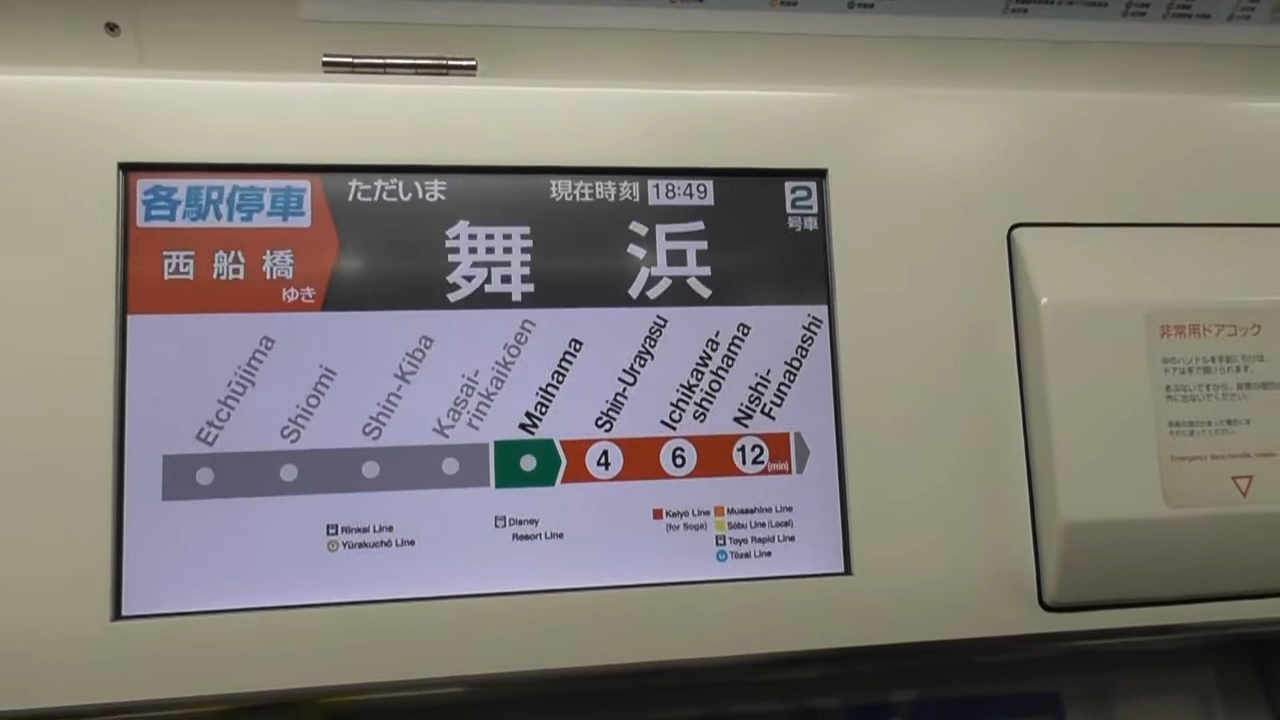 各駅停車
ただいま
現在時刻 18:49
2
号車
西船橋
ゆき
舞浜
Etchūjima
Shiomi
Shin-Kiba
Kasai-
rinkaikōen
Maihama
Shin-Urayasu
Ichikawa-
shiohama
Nishi-
Funabashi
4
6
12 (min)
Rinkai Line
Yūrakuchō Line
Disney
Resort Line
Keiyo Line
(for Soga)
Musashino Line
Sōbu Line (Local)
Toyo Rapid Line
Tōzai Line
非常用ドアコック